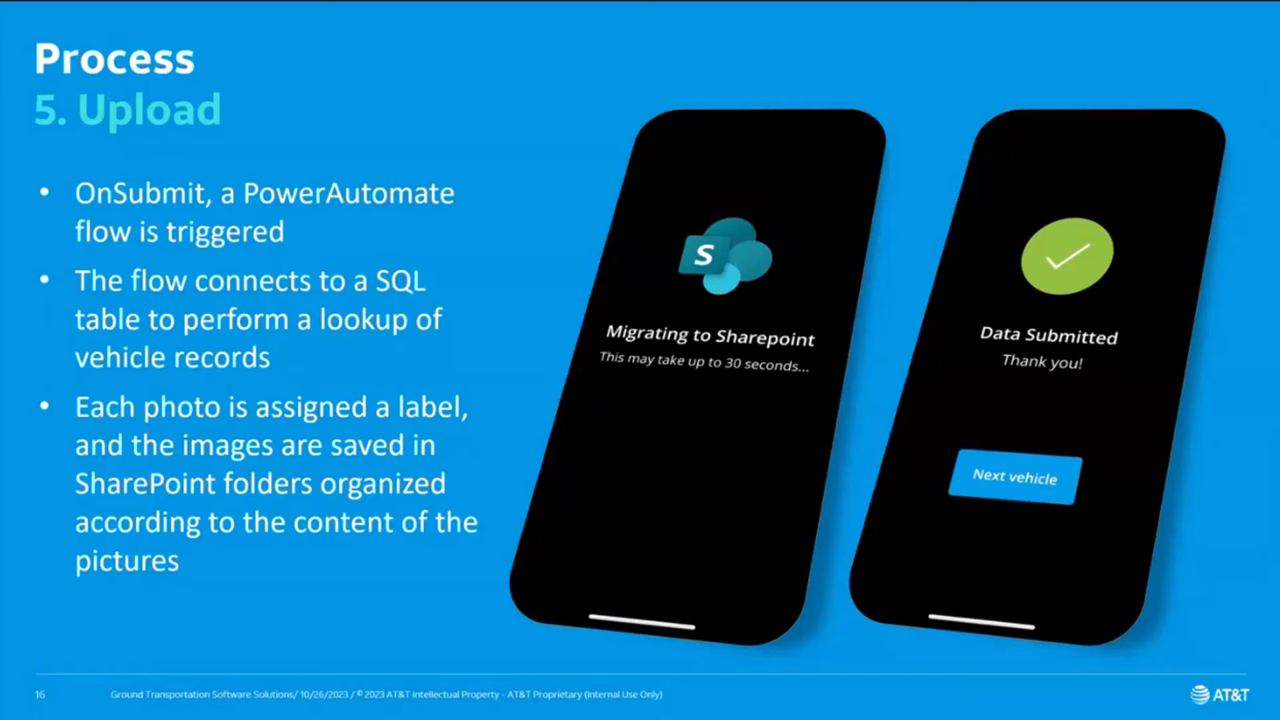 Process
5. Upload
• OnSubmit, a PowerAutomate
flow is triggered
• The flow connects to a SQL
table to perform a lookup of
vehicle records
• Each photo is assigned a label,
and the images are saved in
SharePoint folders organized
according to the content of the
pictures
S
Migrating to Sharepoint
This may take up to 30 seconds...
Data Submitted
Thank you!
Next vehicle
16
Ground Transportation Software Solutions/ 10/26/2023 / © 2023 AT&T Intellectual Property - AT&T Proprietary (Internal Use Only)
AT&T